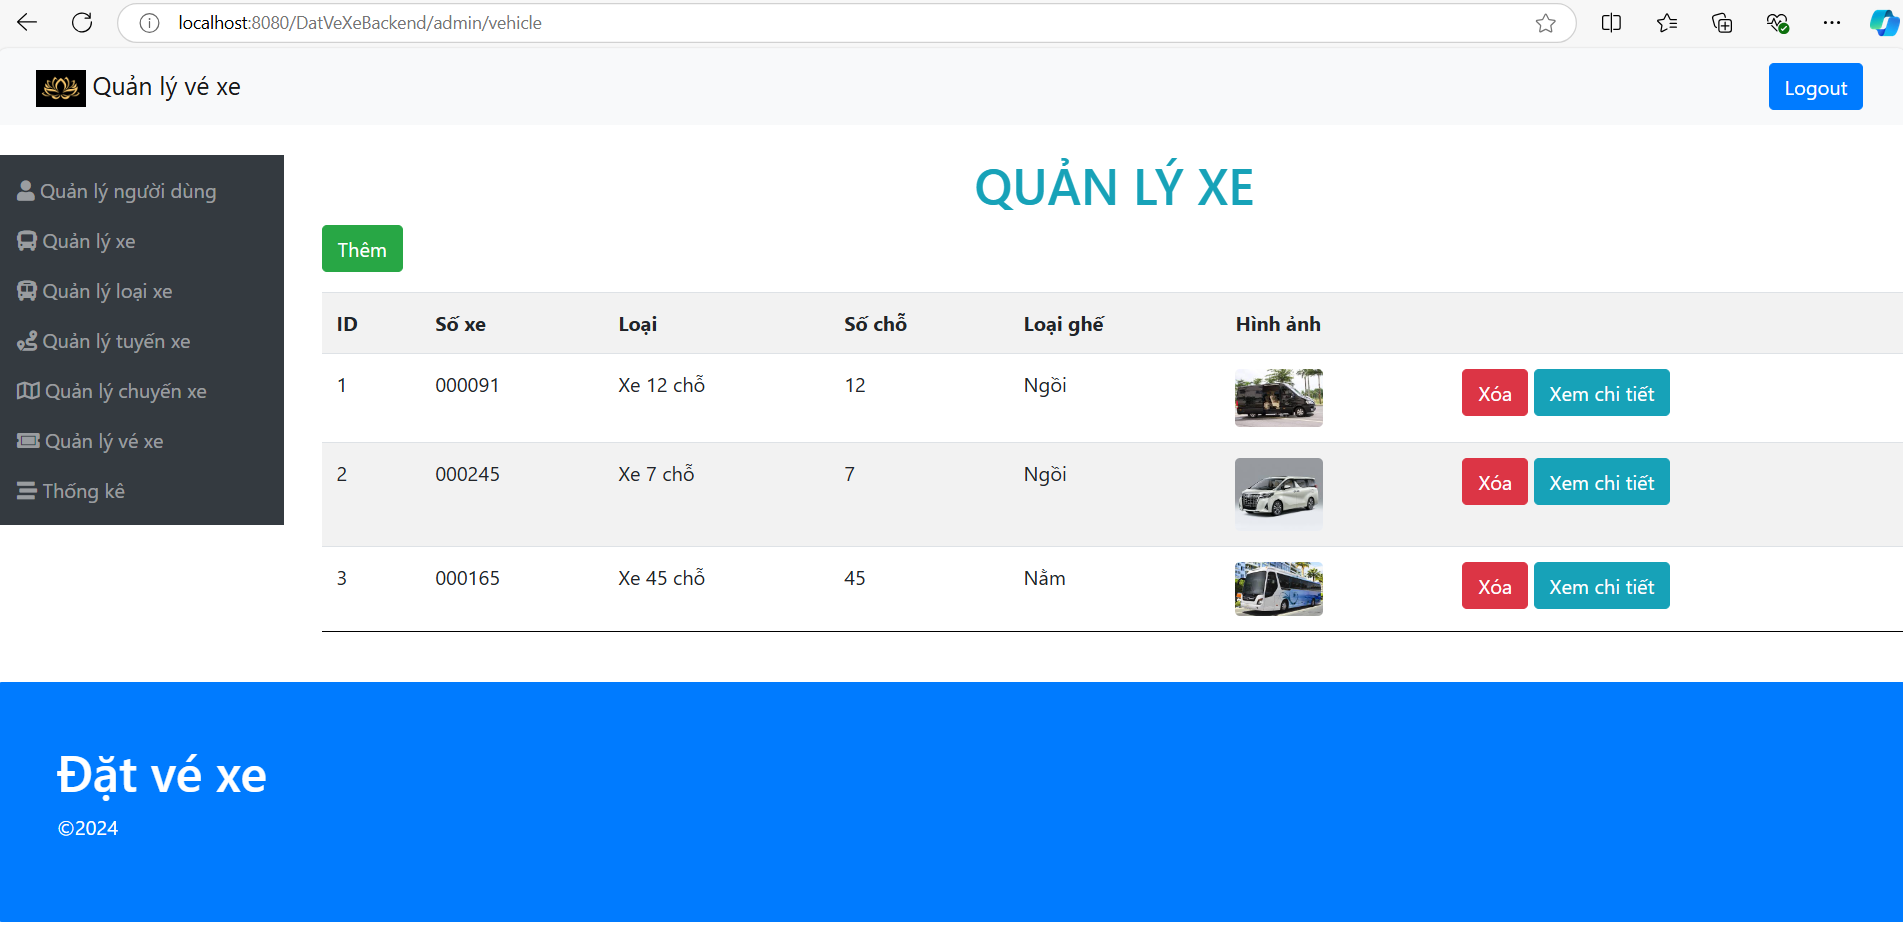 localhost:8080/DatVeXeBackend/admin/vehicle
Quản lý vé xe
Logout
Quản lý người dùng
Quản lý xe
Quản lý loại xe
Quản lý tuyến xe
Quản lý chuyến xe
Quản lý vé xe
Thống kê
QUẢN LÝ XE
Thêm
ID Số xe Loại Số chỗ Loại ghế Hình ảnh
1 000091 Xe 12 chỗ 12 Ngồi Xóa Xem chi tiết
2 000245 Xe 7 chỗ 7 Ngồi Xóa Xem chi tiết
3 000165 Xe 45 chỗ 45 Nằm Xóa Xem chi tiết
Đặt vé xe
©2024